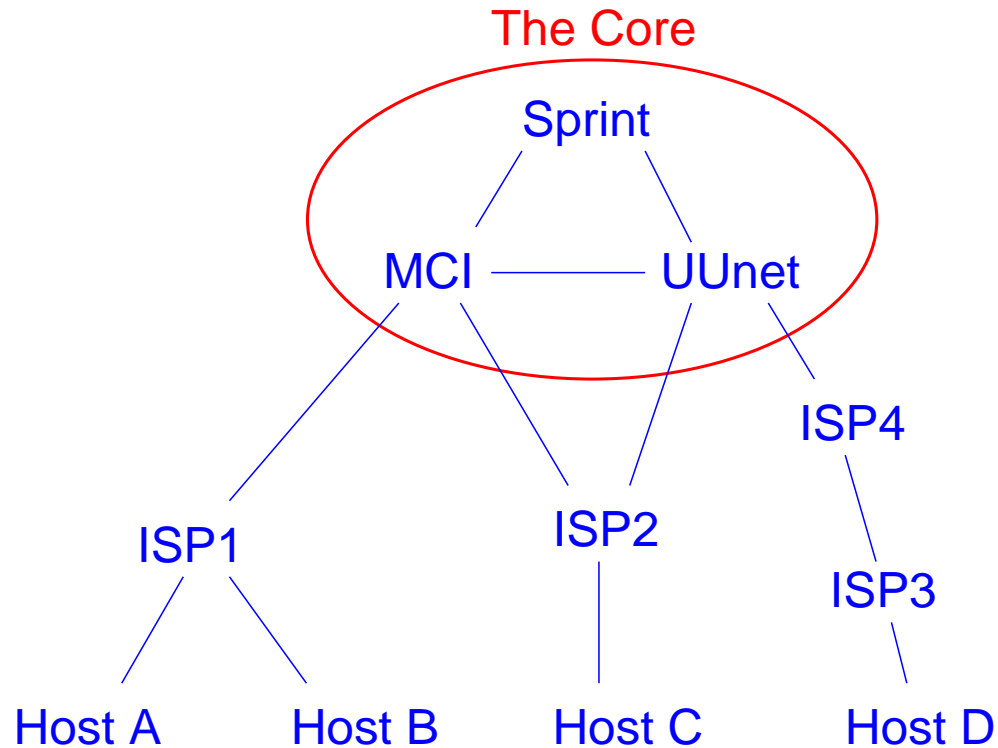 The Core
Sprint
MCI
UUnet
ISP4
ISP1
ISP2
ISP3
Host A
Host B
Host C
Host D